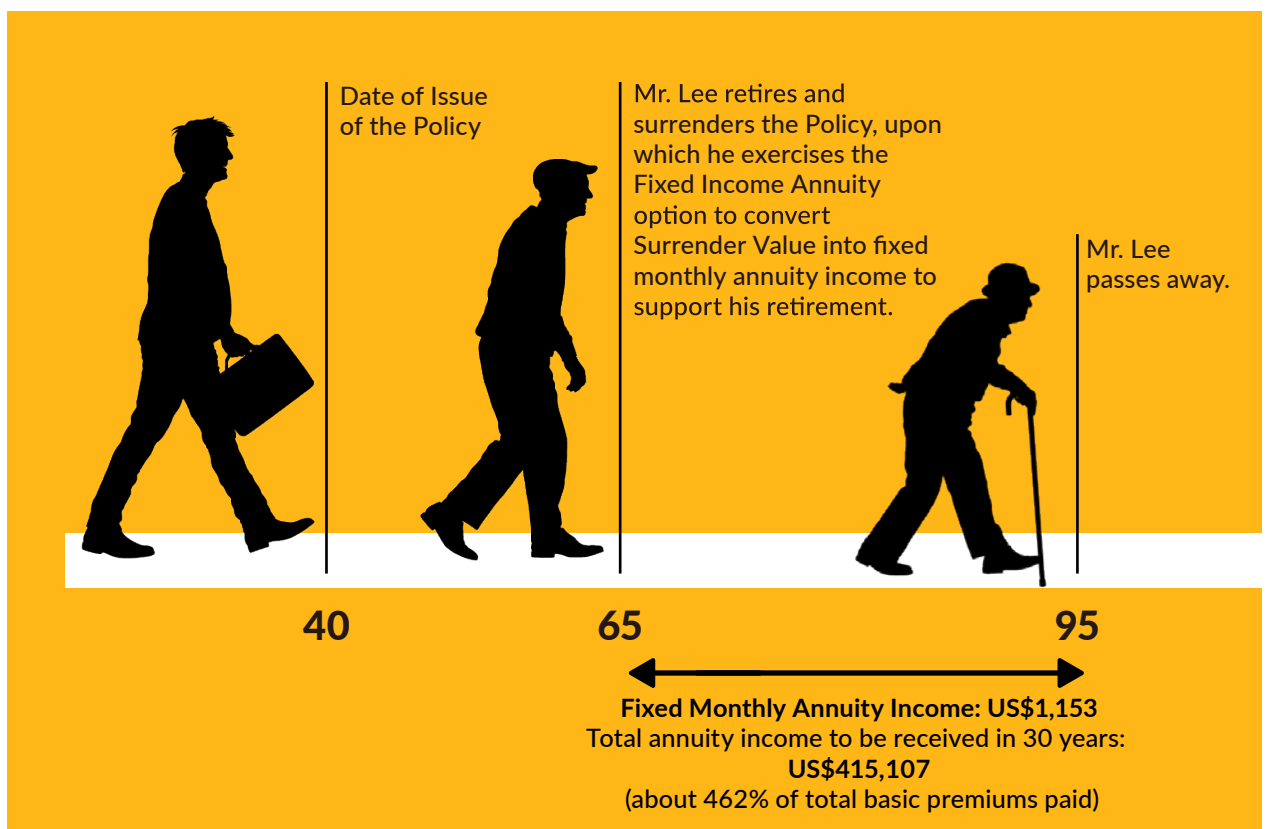 Date of Issue
of the Policy
Mr. Lee retires and
surrenders the Policy, upon
which he exercises the
Fixed Income Annuity
option to convert
Surrender Value into fixed
monthly annuity income to
support his retirement.
Mr. Lee
passes away.
40
65
95
Fixed Monthly Annuity Income: US$1,153
Total annuity income to be received in 30 years:
US$415,107
(about 462% of total basic premiums paid)